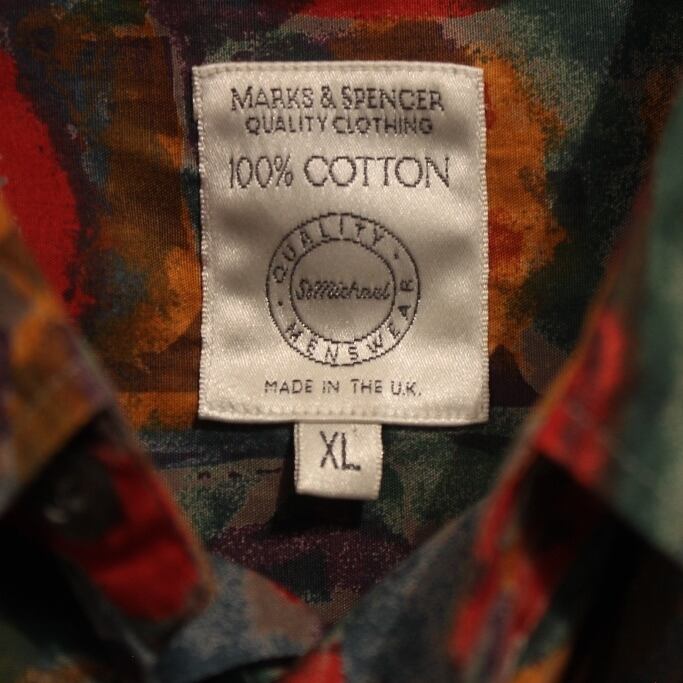 MARKS & SPENCER
QUALITY CLOTHING
100% COTTON
QUALITY
StMichael
MENSWEAR
MADE IN THE U.K.
XL